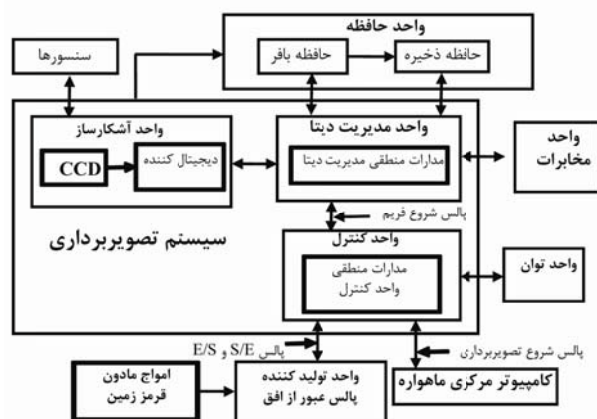 واحد حافظه
سنسورها
حافظه بافر
حافظه ذخیره
واحد آشکارساز
CCD
دیجیتال کننده
واحد مدیریت دیتا
مدارات منطقی مدیریت دیتا
واحد
مخابرات
پالس شروع فریم
سیستم تصویربرداری
واحد کنترل
مدارات منطقی
واحد کنترل
واحد توان
پالس S/E و E/S
پالس شروع تصویربرداری
امواج مادون
قرمز زمین
واحد تولید کننده
پالس عبور از افق
کامپیوتر مرکزی ماهواره